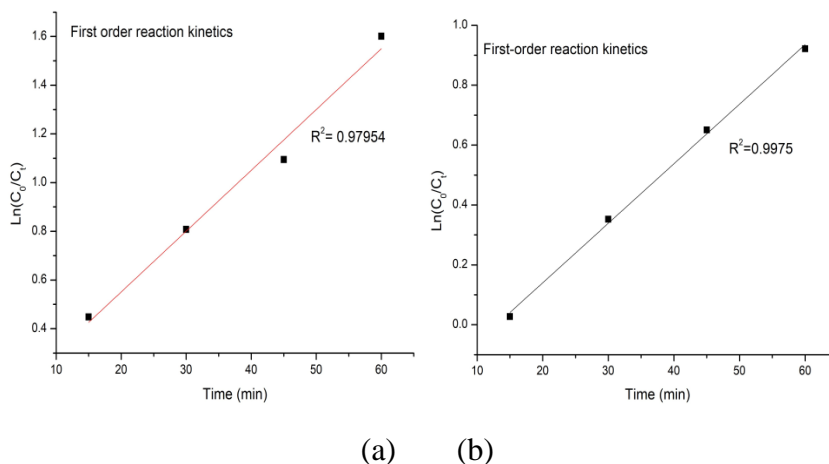 First order reaction kinetics
R²= 0.97954
Ln(C₀/Cₜ)
1.6
1.4
1.2
1.0
0.8
0.6
0.4
10 20 30 40 50 60
Time (min)
First-order reaction kinetics
R²=0.9975
Ln(C₀/Cₜ)
1.0
0.8
0.6
0.4
0.2
0.0
10 20 30 40 50 60
Time (min)
(a) (b)